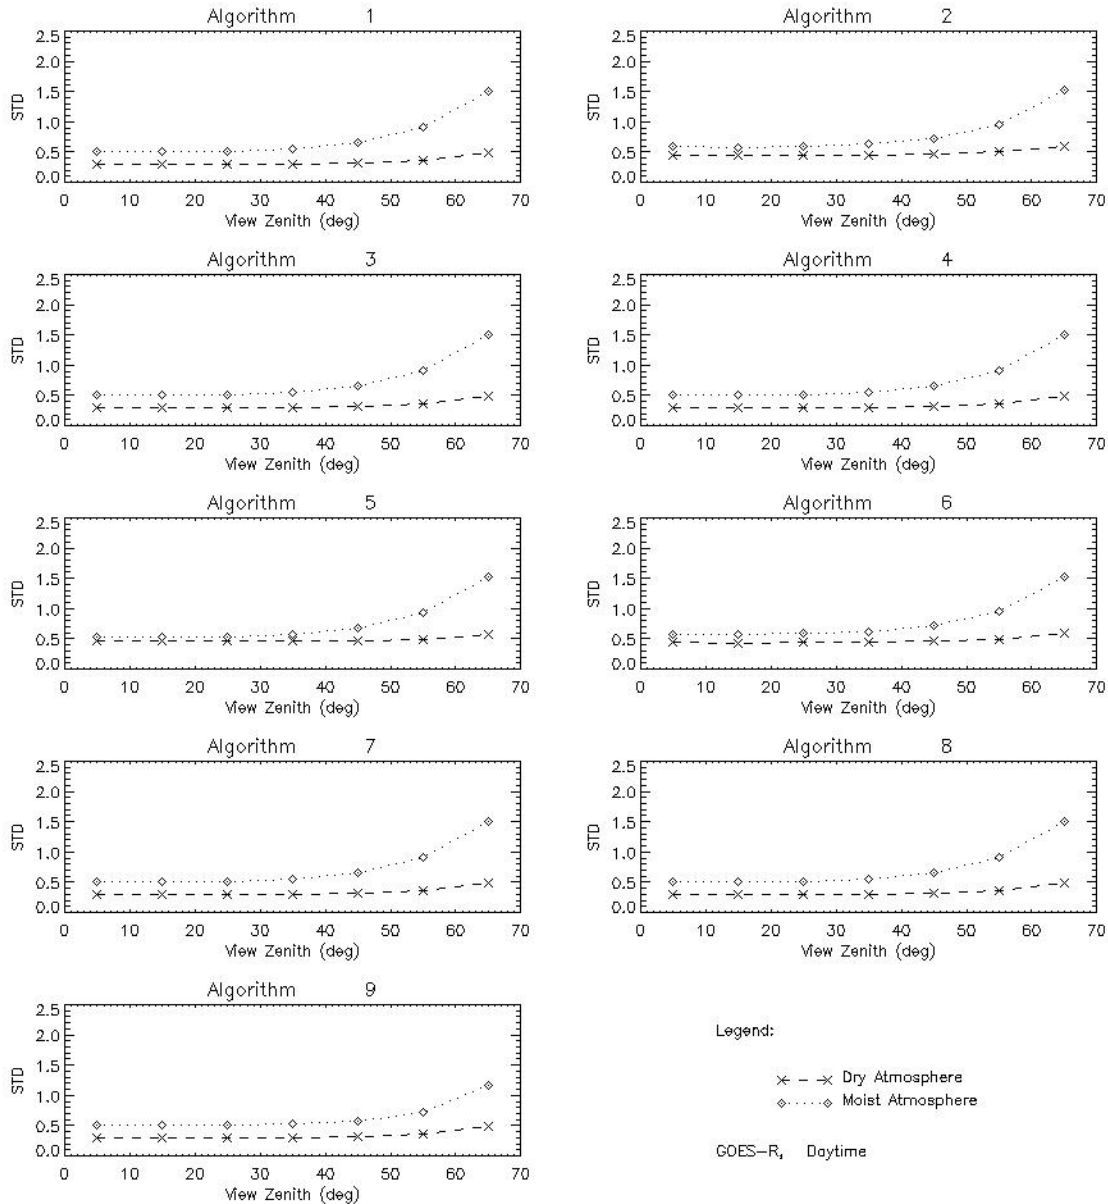 Algorithm 1
2.5
2.0
1.5
1.0
0.5
0.0
STD
0 10 20 30 40 50 60 70
View Zenith (deg)
Algorithm 2
2.5
2.0
1.5
1.0
0.5
0.0
STD
0 10 20 30 40 50 60 70
View Zenith (deg)
Algorithm 3
2.5
2.0
1.5
1.0
0.5
0.0
STD
0 10 20 30 40 50 60 70
View Zenith (deg)
Algorithm 4
2.5
2.0
1.5
1.0
0.5
0.0
STD
0 10 20 30 40 50 60 70
View Zenith (deg)
Algorithm 5
2.5
2.0
1.5
1.0
0.5
0.0
STD
0 10 20 30 40 50 60 70
View Zenith (deg)
Algorithm 6
2.5
2.0
1.5
1.0
0.5
0.0
STD
0 10 20 30 40 50 60 70
View Zenith (deg)
Algorithm 7
2.5
2.0
1.5
1.0
0.5
0.0
STD
0 10 20 30 40 50 60 70
View Zenith (deg)
Algorithm 8
2.5
2.0
1.5
1.0
0.5
0.0
STD
0 10 20 30 40 50 60 70
View Zenith (deg)
Algorithm 9
2.5
2.0
1.5
1.0
0.5
0.0
STD
0 10 20 30 40 50 60 70
View Zenith (deg)
Legend:
Dry Atmosphere
Moist Atmosphere
GOES-R, Daytime